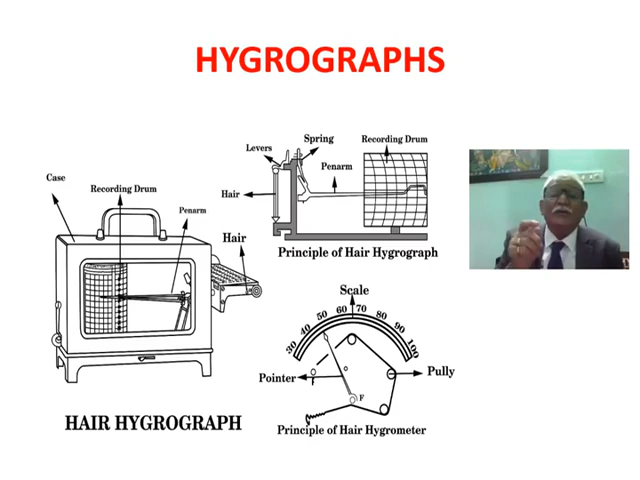 HYGROGRAPHS
Case
Recording Drum
Penarm
Hair
HAIR HYGROGRAPH
Levers
Spring
Recording Drum
Penarm
Hair
Principle of Hair Hygrograph
Scale
30 40 50 60 70 80 90 100
Pointer
Pully
F
Principle of Hair Hygrometer